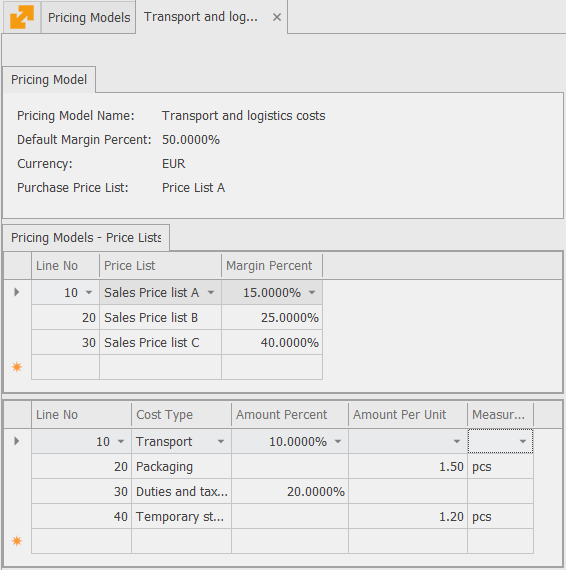 Pricing Models Transport and log...
Pricing Model
Pricing Model Name: Transport and logistics costs
Default Margin Percent: 50.0000%
Currency: EUR
Purchase Price List: Price List A
Pricing Models - Price Lists
Line No Price List Margin Percent
10 Sales Price list A 15.0000%
20 Sales Price list B 25.0000%
30 Sales Price list C 40.0000%
Line No Cost Type Amount Percent Amount Per Unit Measur...
10 Transport 10.0000%
20 Packaging 1.50 pcs
30 Duties and tax... 20.0000%
40 Temporary st... 1.20 pcs